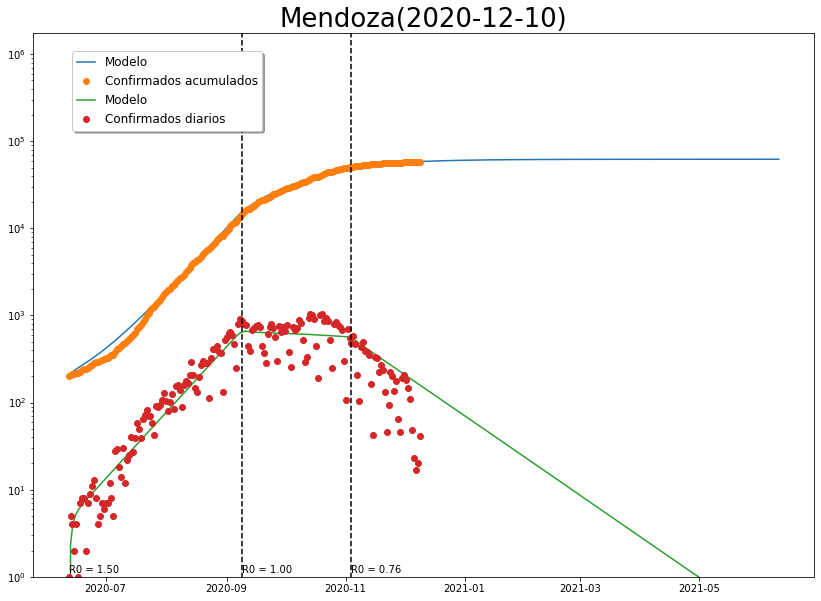 Mendoza(2020-12-10)
Modelo
Confirmados acumulados
Modelo
Confirmados diarios
10⁶
10⁵
10⁴
10³
10²
10¹
10⁰
R0 = 1.50
R0 = 1.00
R0 = 0.76
2020-07
2020-09
2020-11
2021-01
2021-03
2021-05